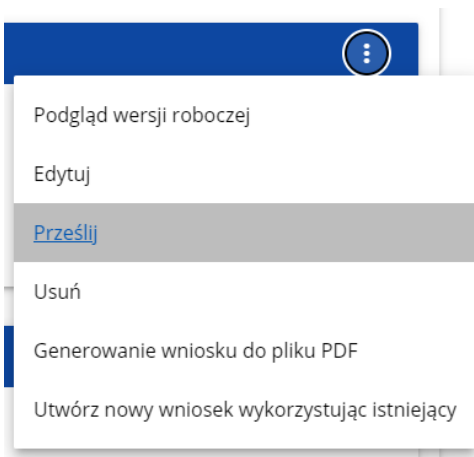 Podgląd wersji roboczej
Edytuj
Prześlij
Usuń
Generowanie wniosku do pliku PDF
Utwórz nowy wniosek wykorzystując istniejący